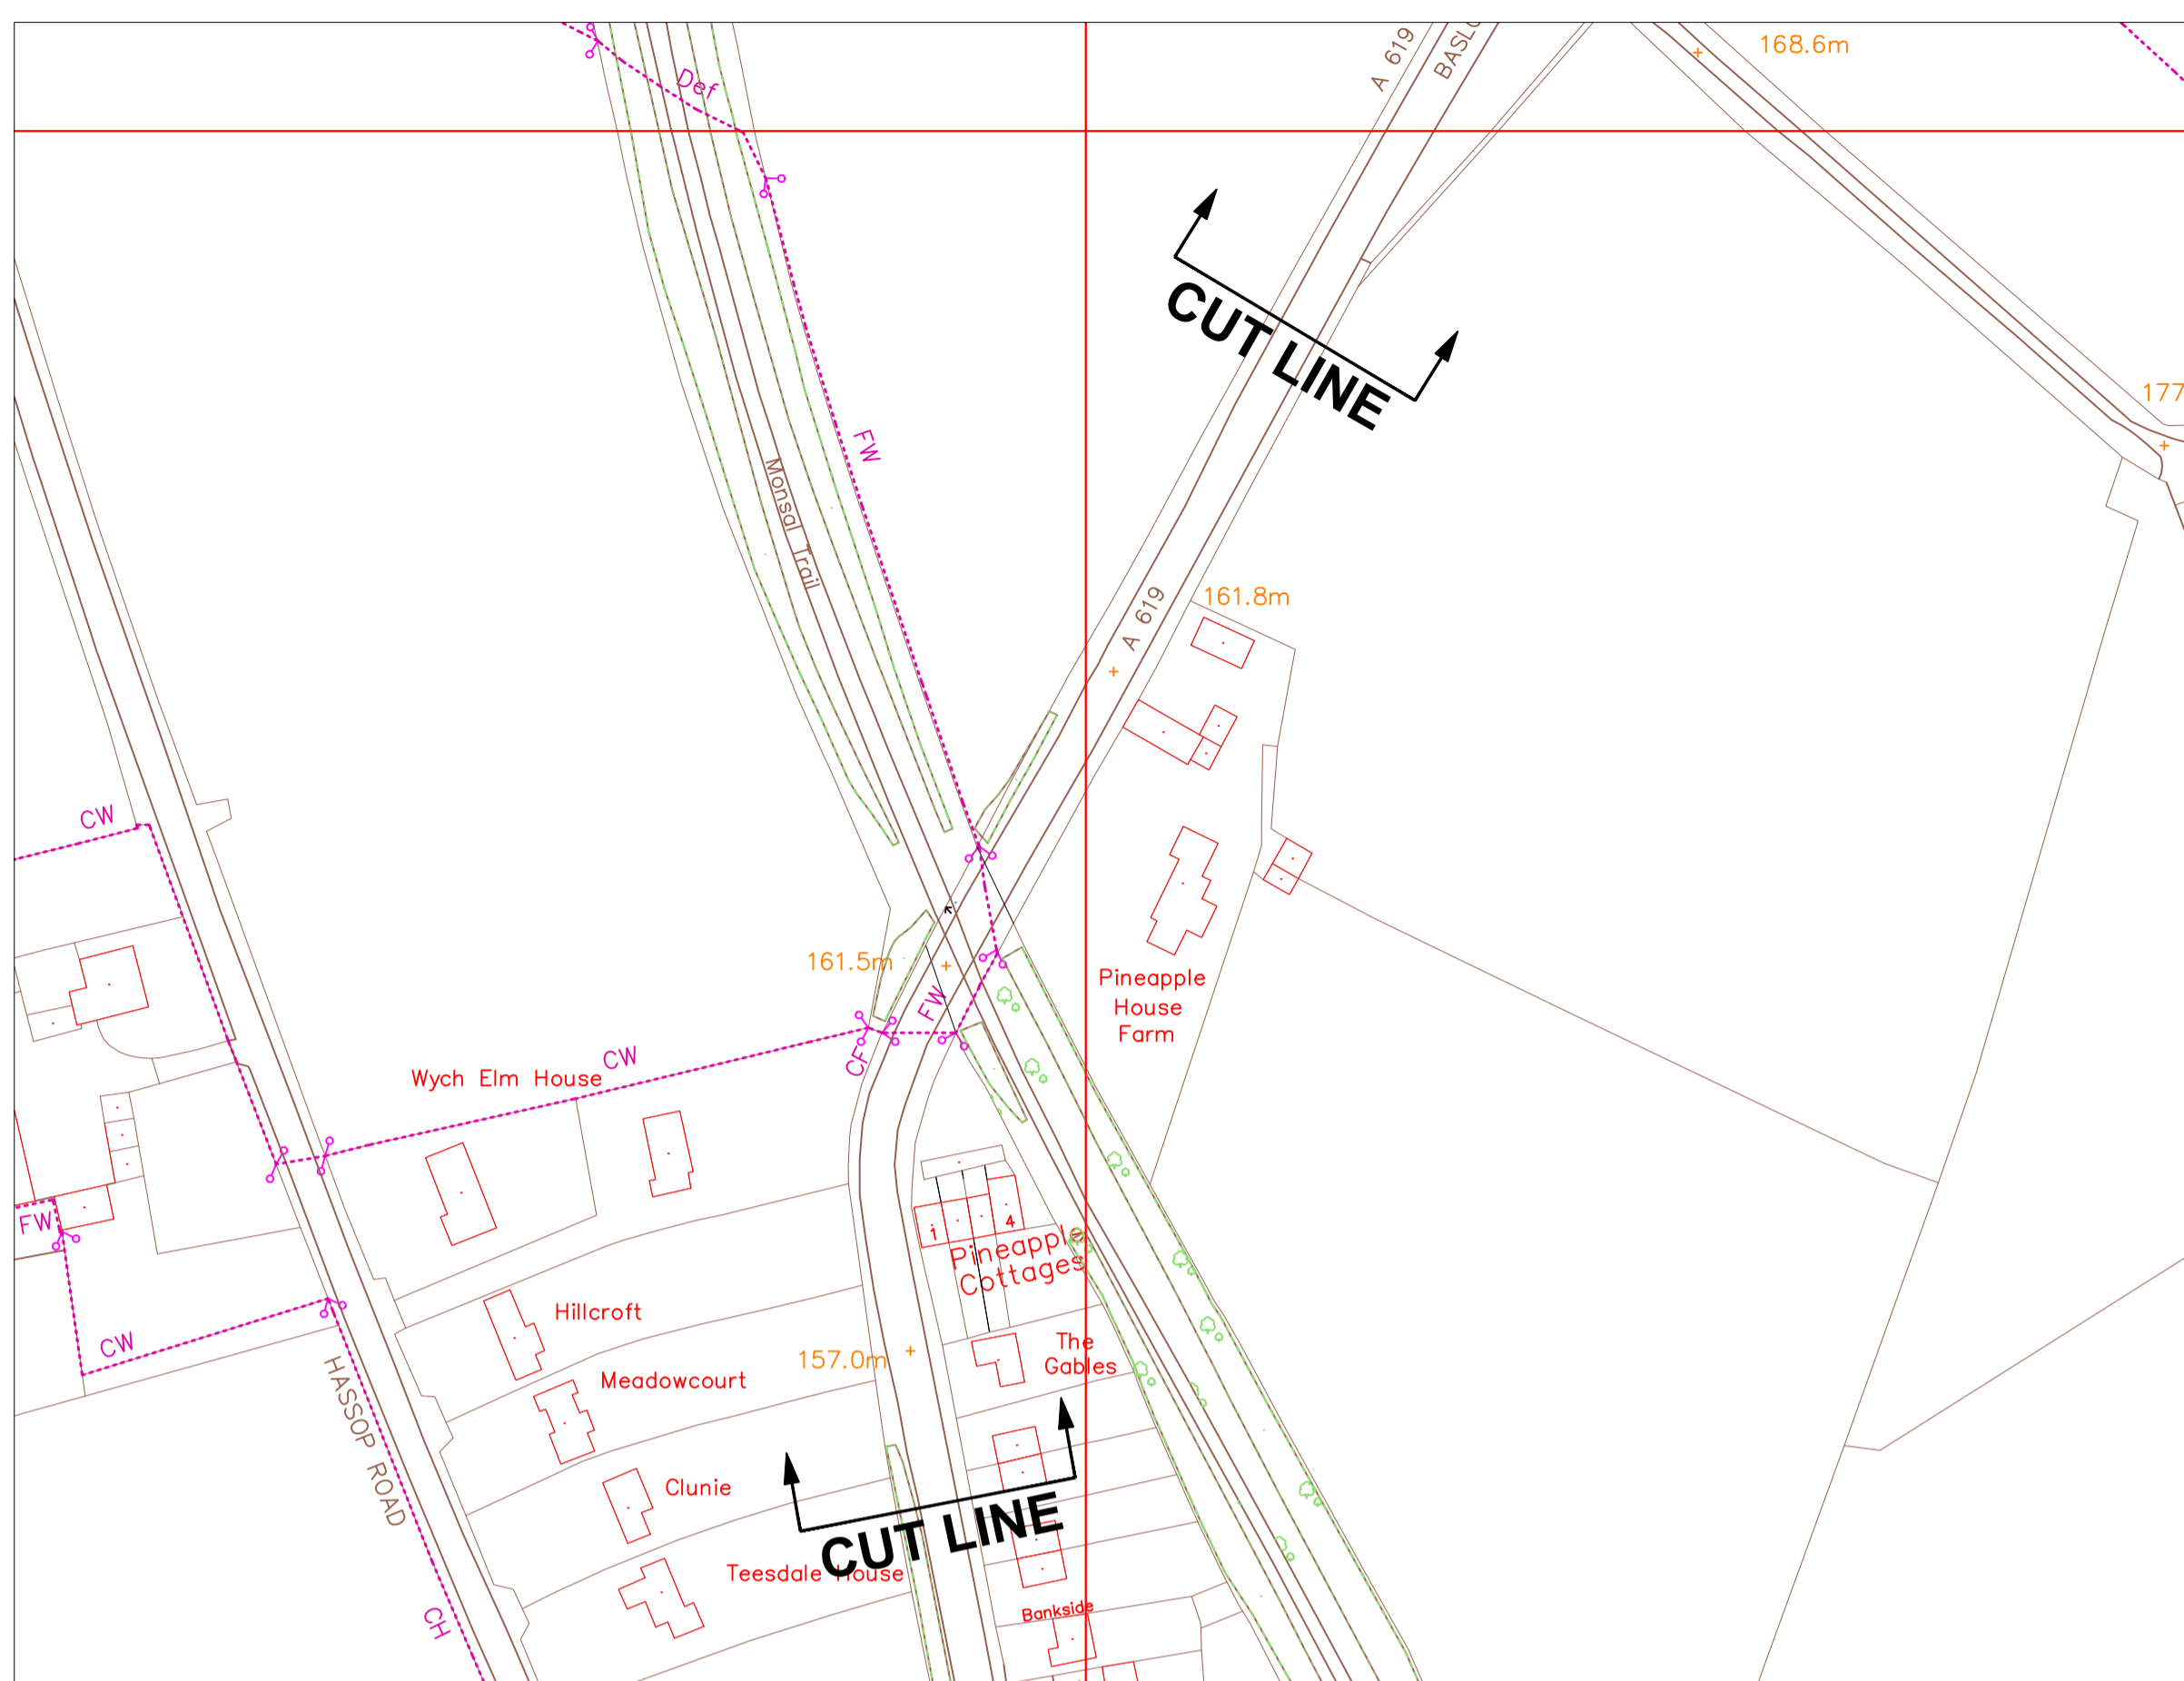 168.6m
A 619
BASLO
Def
CUT LINE
177
FW
Monsal Trail
161.8m
A 619
CW
161.5m
Pineapple
House
Farm
FW
CF
CW
Wych Elm House
FW
1
4
Pineapple
Cottages
Hillcroft
The
Gables
157.0m
CW
Meadowcourt
HASSOP ROAD
Clunie
CUT LINE
Teesdale House
Bankside
CH